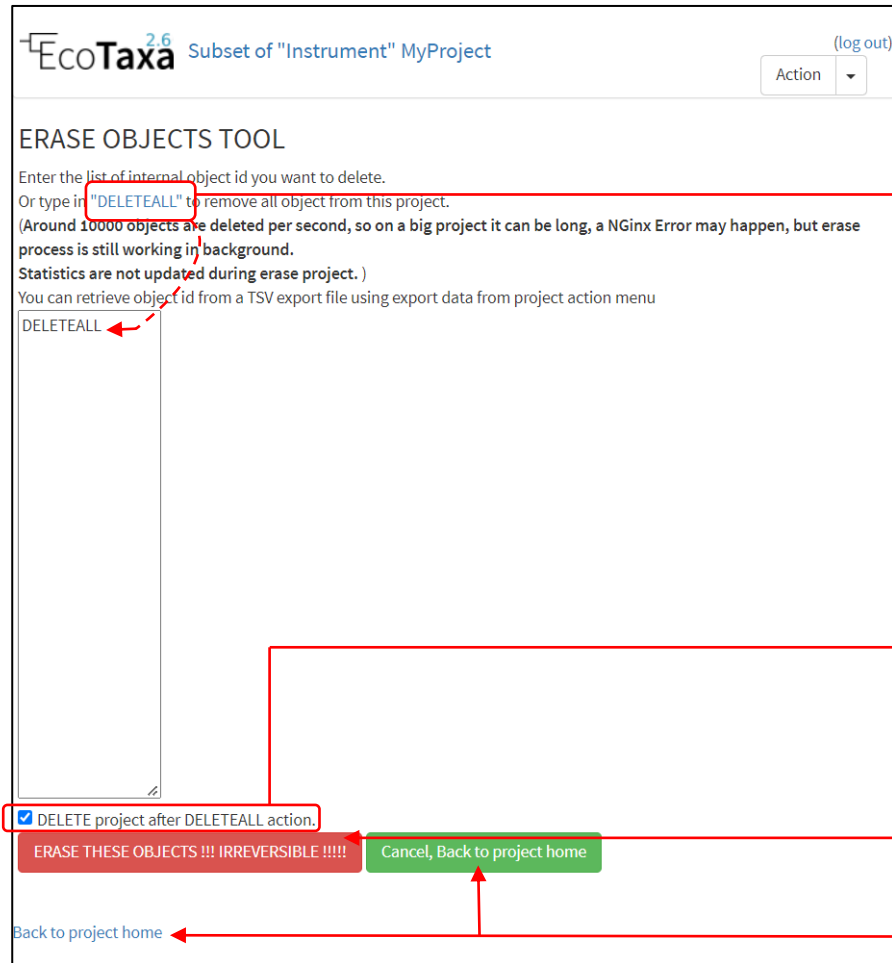 EcoTaxa 2.6 Subset of "Instrument" MyProject
(log out)
Action
ERASE OBJECTS TOOL
Enter the list of internal object id you want to delete.
Or type in "DELETEALL" to remove all object from this project.
(Around 10000 objects are deleted per second, so on a big project it can be long, a NGinx Error may happen, but erase
process is still working in background.
Statistics are not updated during erase project. )
You can retrieve object id from a TSV export file using export data from project action menu
DELETEALL
DELETE project after DELETEALL action.
ERASE THESE OBJECTS !!! IRREVERSIBLE !!!!!
Cancel, Back to project home
Back to project home